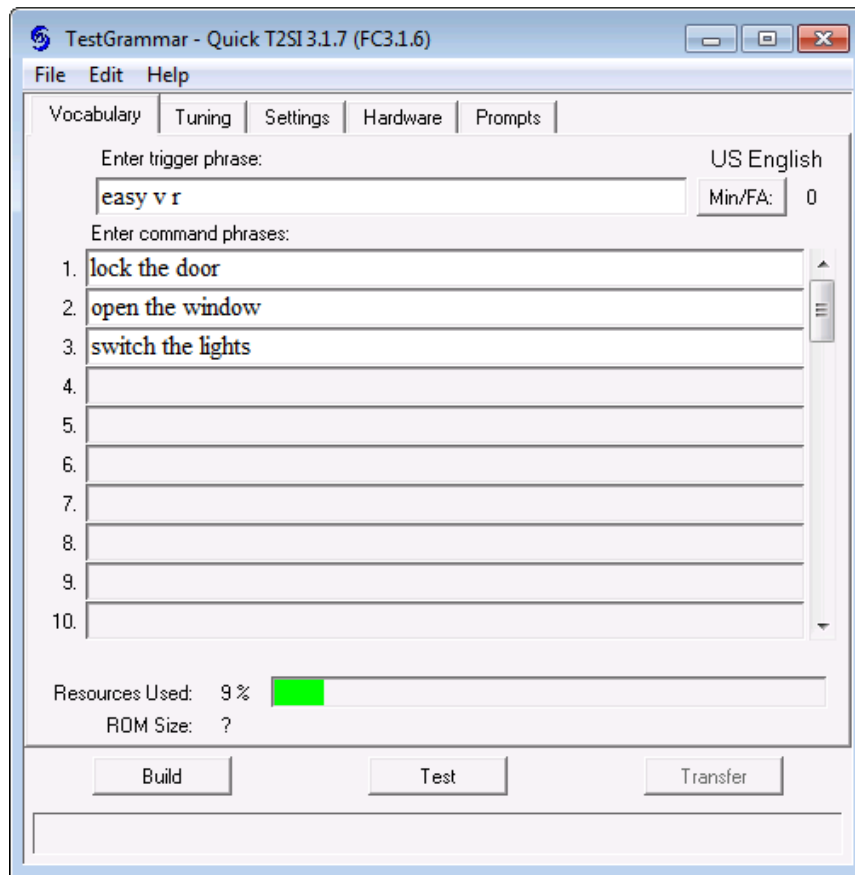 TestGrammar - Quick T2SI 3.1.7 (FC3.1.6)
File Edit Help
Vocabulary Tuning Settings Hardware Prompts
Enter trigger phrase: US English
easy v r Min/FA: 0
Enter command phrases:
1. lock the door
2. open the window
3. switch the lights
4.
5.
6.
7.
8.
9.
10.
Resources Used: 9 %
ROM Size: ?
Build Test Transfer